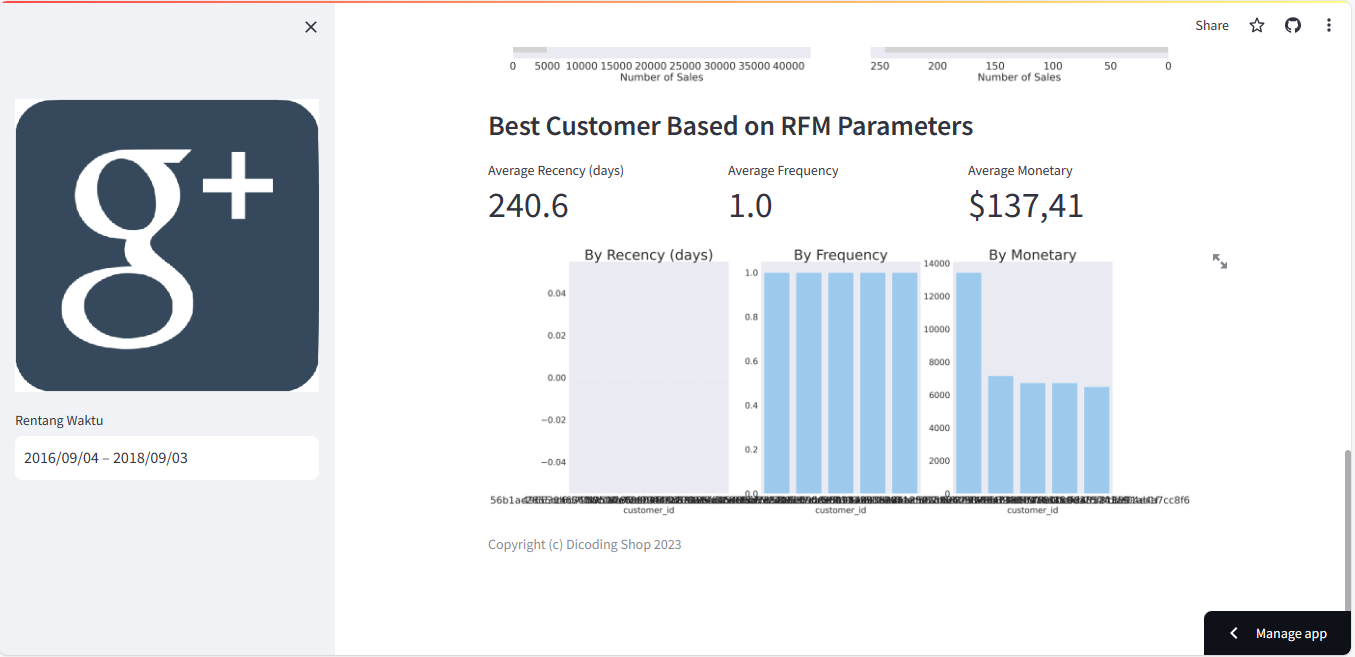 Share
g+
0 5000 10000 15000 20000 25000 30000 35000 40000
Number of Sales
250 200 150 100 50 0
Number of Sales
Best Customer Based on RFM Parameters
Average Recency (days)
240.6
Average Frequency
1.0
Average Monetary
$137,41
By Recency (days)
0.04
0.02
0.00
−0.02
−0.04
customer_id
By Frequency
1.0
0.8
0.6
0.4
0.2
0.0
customer_id
By Monetary
14000
12000
10000
8000
6000
4000
2000
0
customer_id
Rentang Waktu
2016/09/04 – 2018/09/03
Copyright (c) Dicoding Shop 2023
Manage app